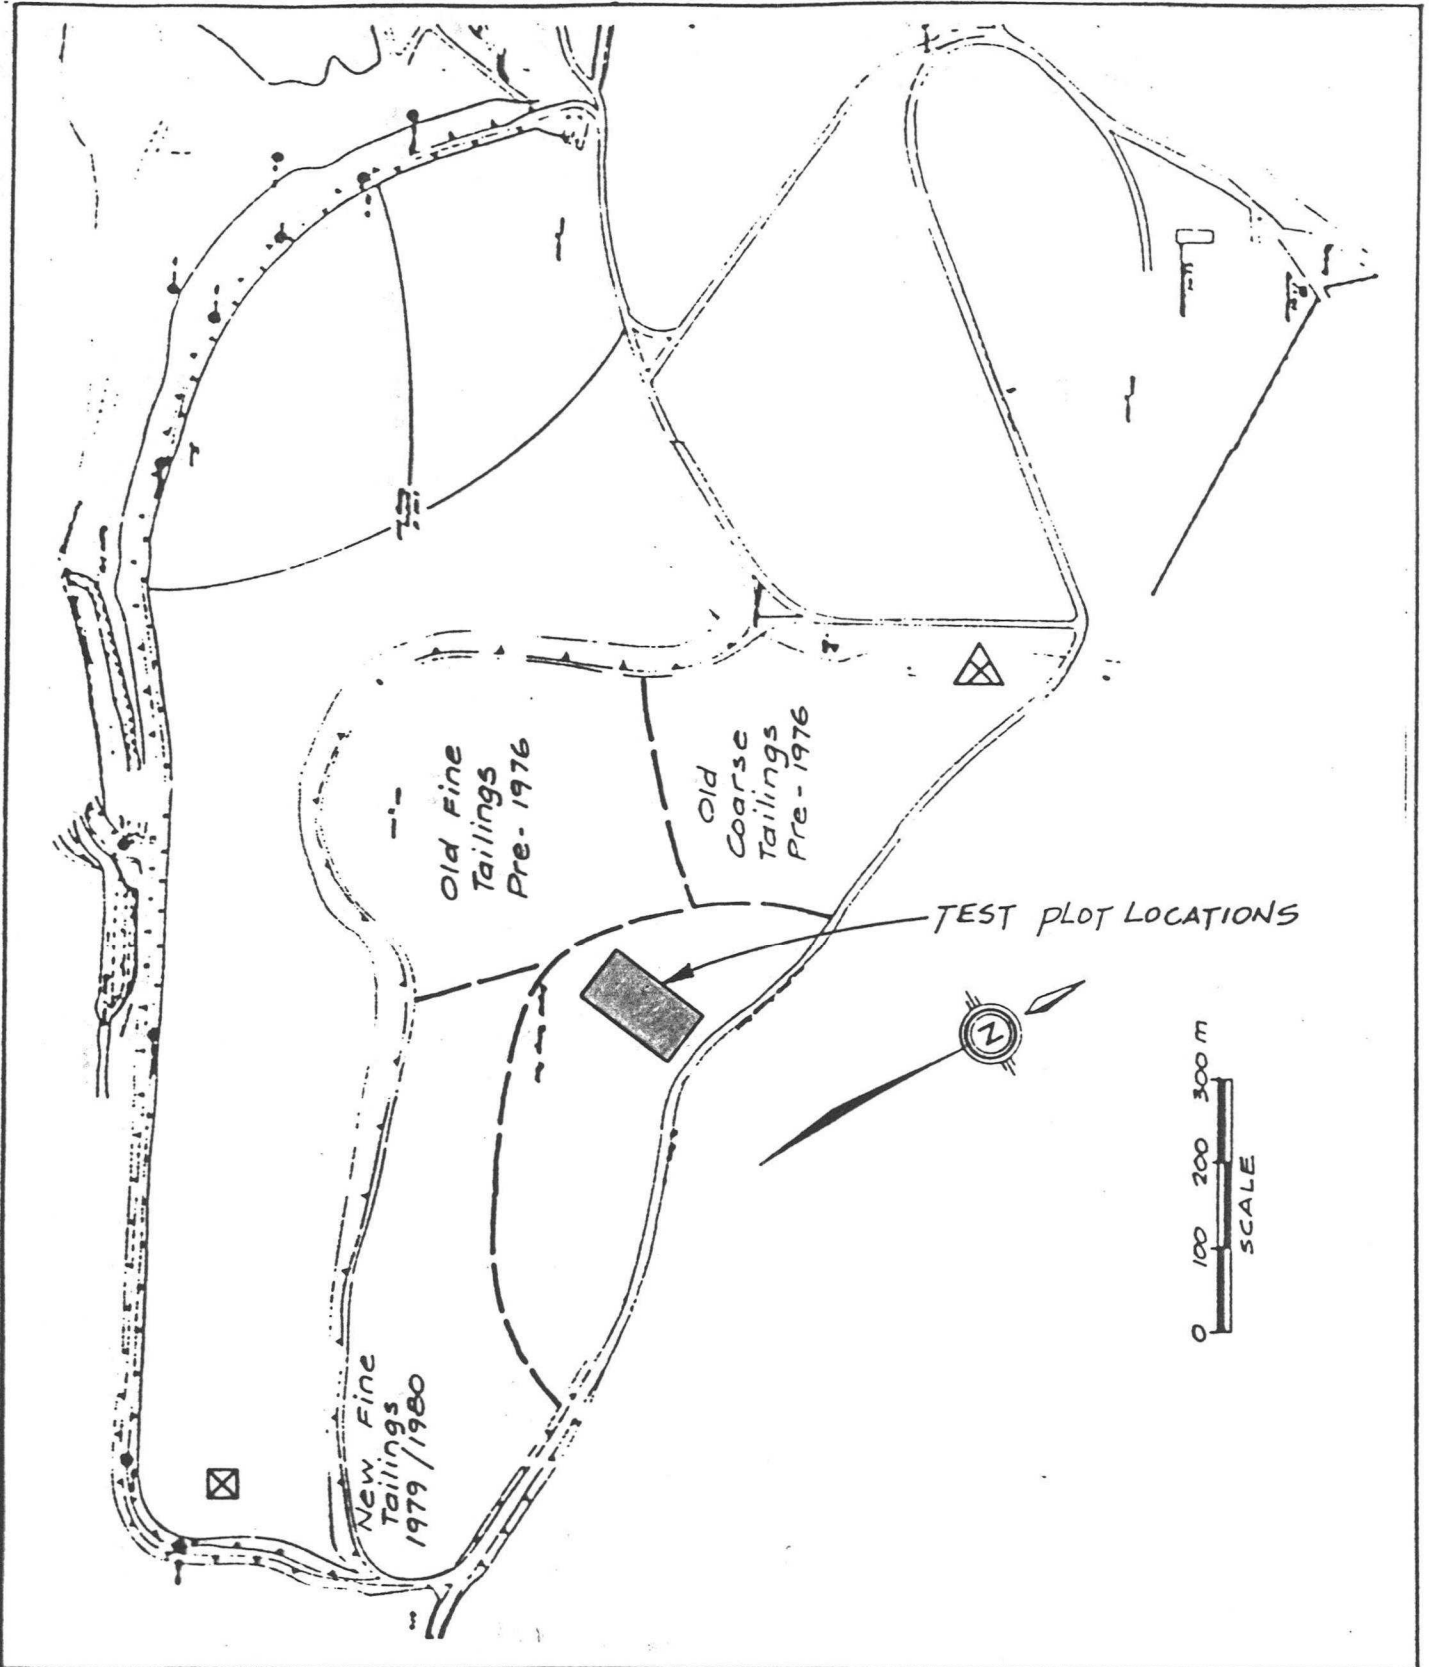 Old Fine
Tailings
Pre-1976
Old
Coarse
Tailings
Pre-1976
TEST PLOT LOCATIONS
N
300 m
200
100
0
SCALE
New Fine
Tailings
1979/1980